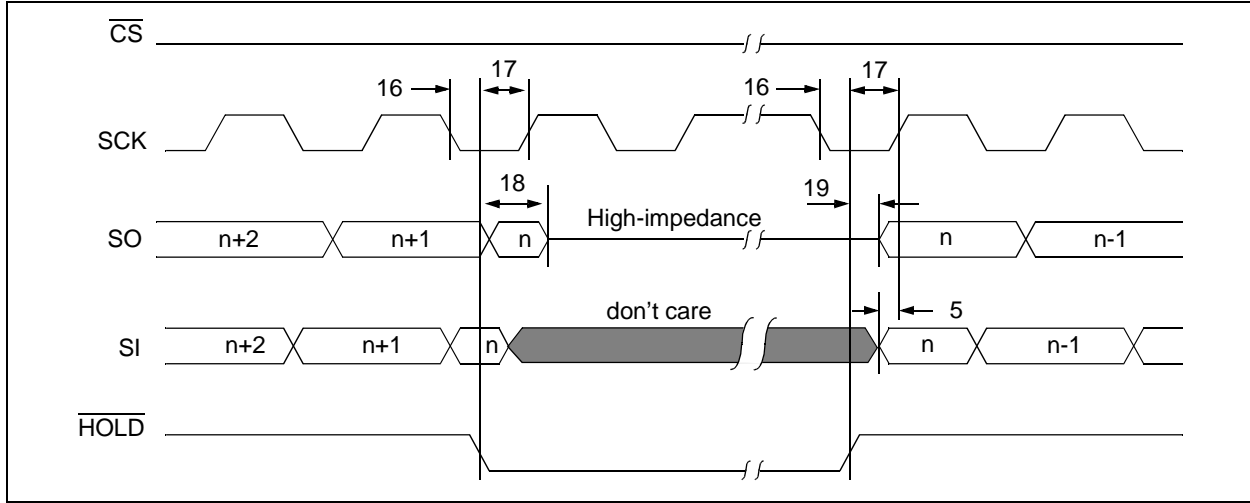 CS
16 17 16 17
SCK
18 19
High-impedance
SO n+2 n+1 n n n-1
don't care 5
SI n+2 n+1 n n n-1
HOLD